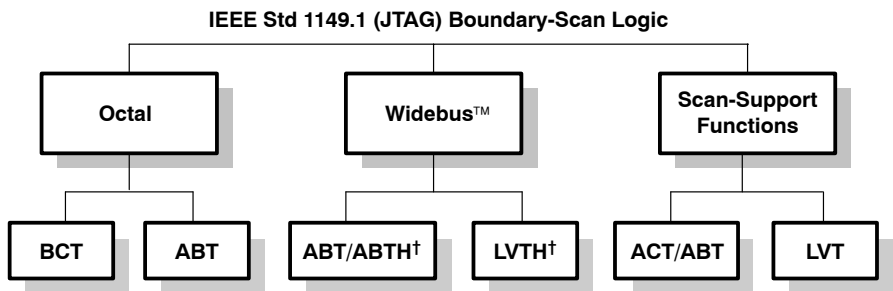 IEEE Std 1149.1 (JTAG) Boundary-Scan Logic
Octal
Widebus™
Scan-Support
Functions
BCT
ABT
ABT/ABTH†
LVTH†
ACT/ABT
LVT